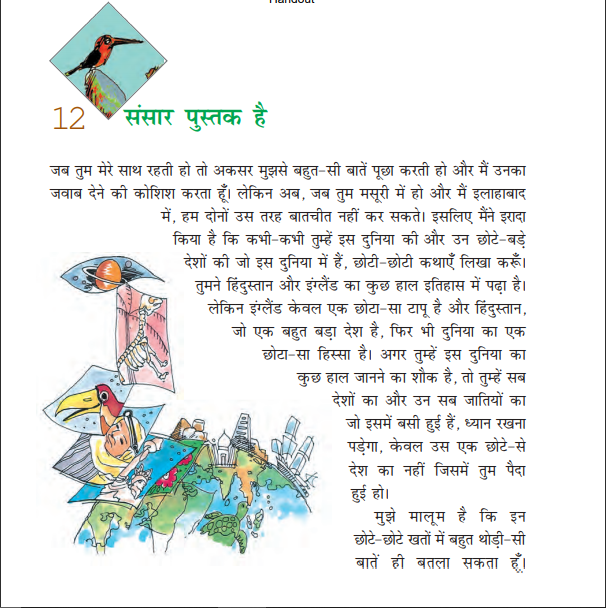 Handout
12 संसार पुस्तक है
जब तुम मेरे साथ रहती हो तो अकसर मुझसे बहुत-सी बातें पूछा करती हो और मैं उनका
जवाब देने की कोशिश करता हूँ। लेकिन अब, जब तुम मसूरी में हो और मैं इलाहाबाद
में, हम दोनों उस तरह बातचीत नहीं कर सकते। इसलिए मैंने इरादा
किया है कि कभी-कभी तुम्हें इस दुनिया की और उन छोटे-बड़े
देशों की जो इस दुनिया में हैं, छोटी-छोटी कथाएँ लिखा करूँ।
तुमने हिंदुस्तान और इंग्लैंड का कुछ हाल इतिहास में पढ़ा है।
लेकिन इंग्लैंड केवल एक छोटा-सा टापू है और हिंदुस्तान,
जो एक बहुत बड़ा देश है, फिर भी दुनिया का एक
छोटा-सा हिस्सा है। अगर तुम्हें इस दुनिया का
कुछ हाल जानने का शौक है, तो तुम्हें सब
देशों का और उन सब जातियों का
जो इसमें बसी हुई हैं, ध्यान रखना
पड़ेगा, केवल उस एक छोटे-से
देश का नहीं जिसमें तुम पैदा
हुई हो।
मुझे मालूम है कि इन
छोटे-छोटे खतों में बहुत थोड़ी-सी
बातें ही बतला सकता हूँ।